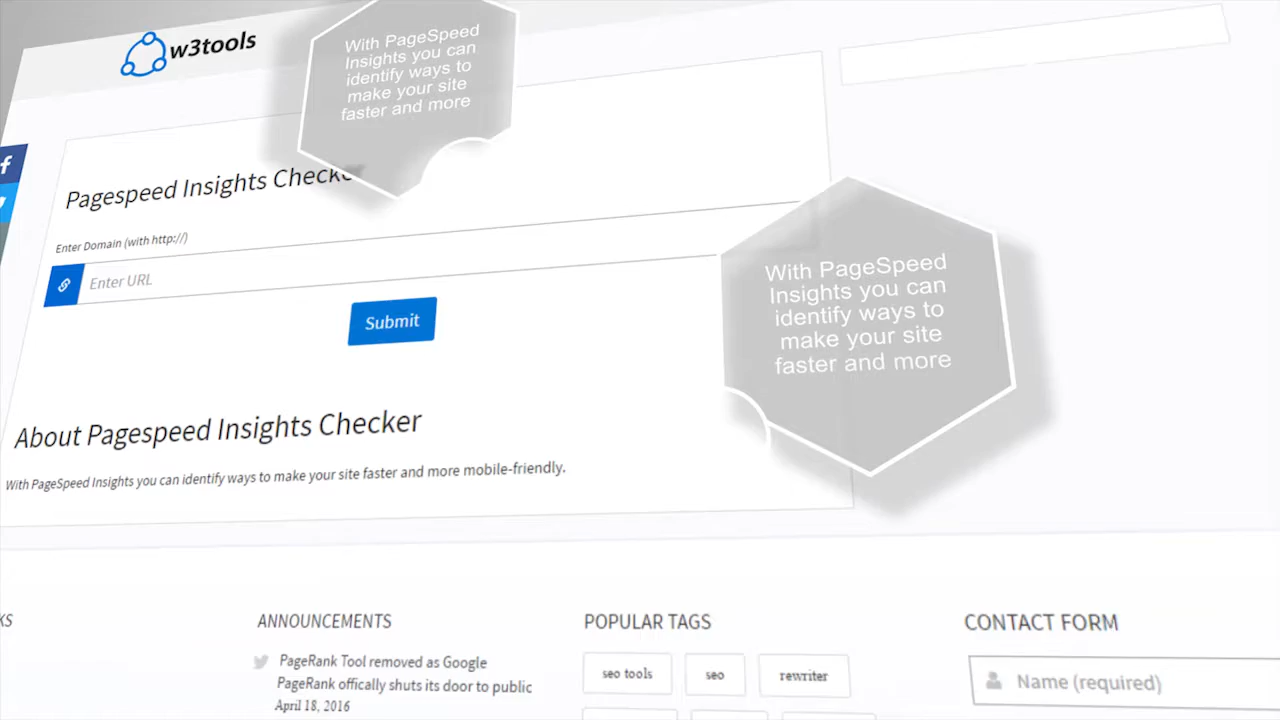 w3tools
With PageSpeed
Insights you can
identify ways to
make your site
faster and more
Pagespeed Insights Checke
Enter Domain (with http://)
Enter URL
Submit
With PageSpeed
Insights you can
identify ways to
make your site
faster and more
About Pagespeed Insights Checker
With PageSpeed Insights you can identify ways to make your site faster and more mobile-friendly.
KS
ANNOUNCEMENTS
PageRank Tool removed as Google
PageRank offically shuts its door to public
April 18, 2016
POPULAR TAGS
seo tools
seo
rewriter
CONTACT FORM
Name (required)